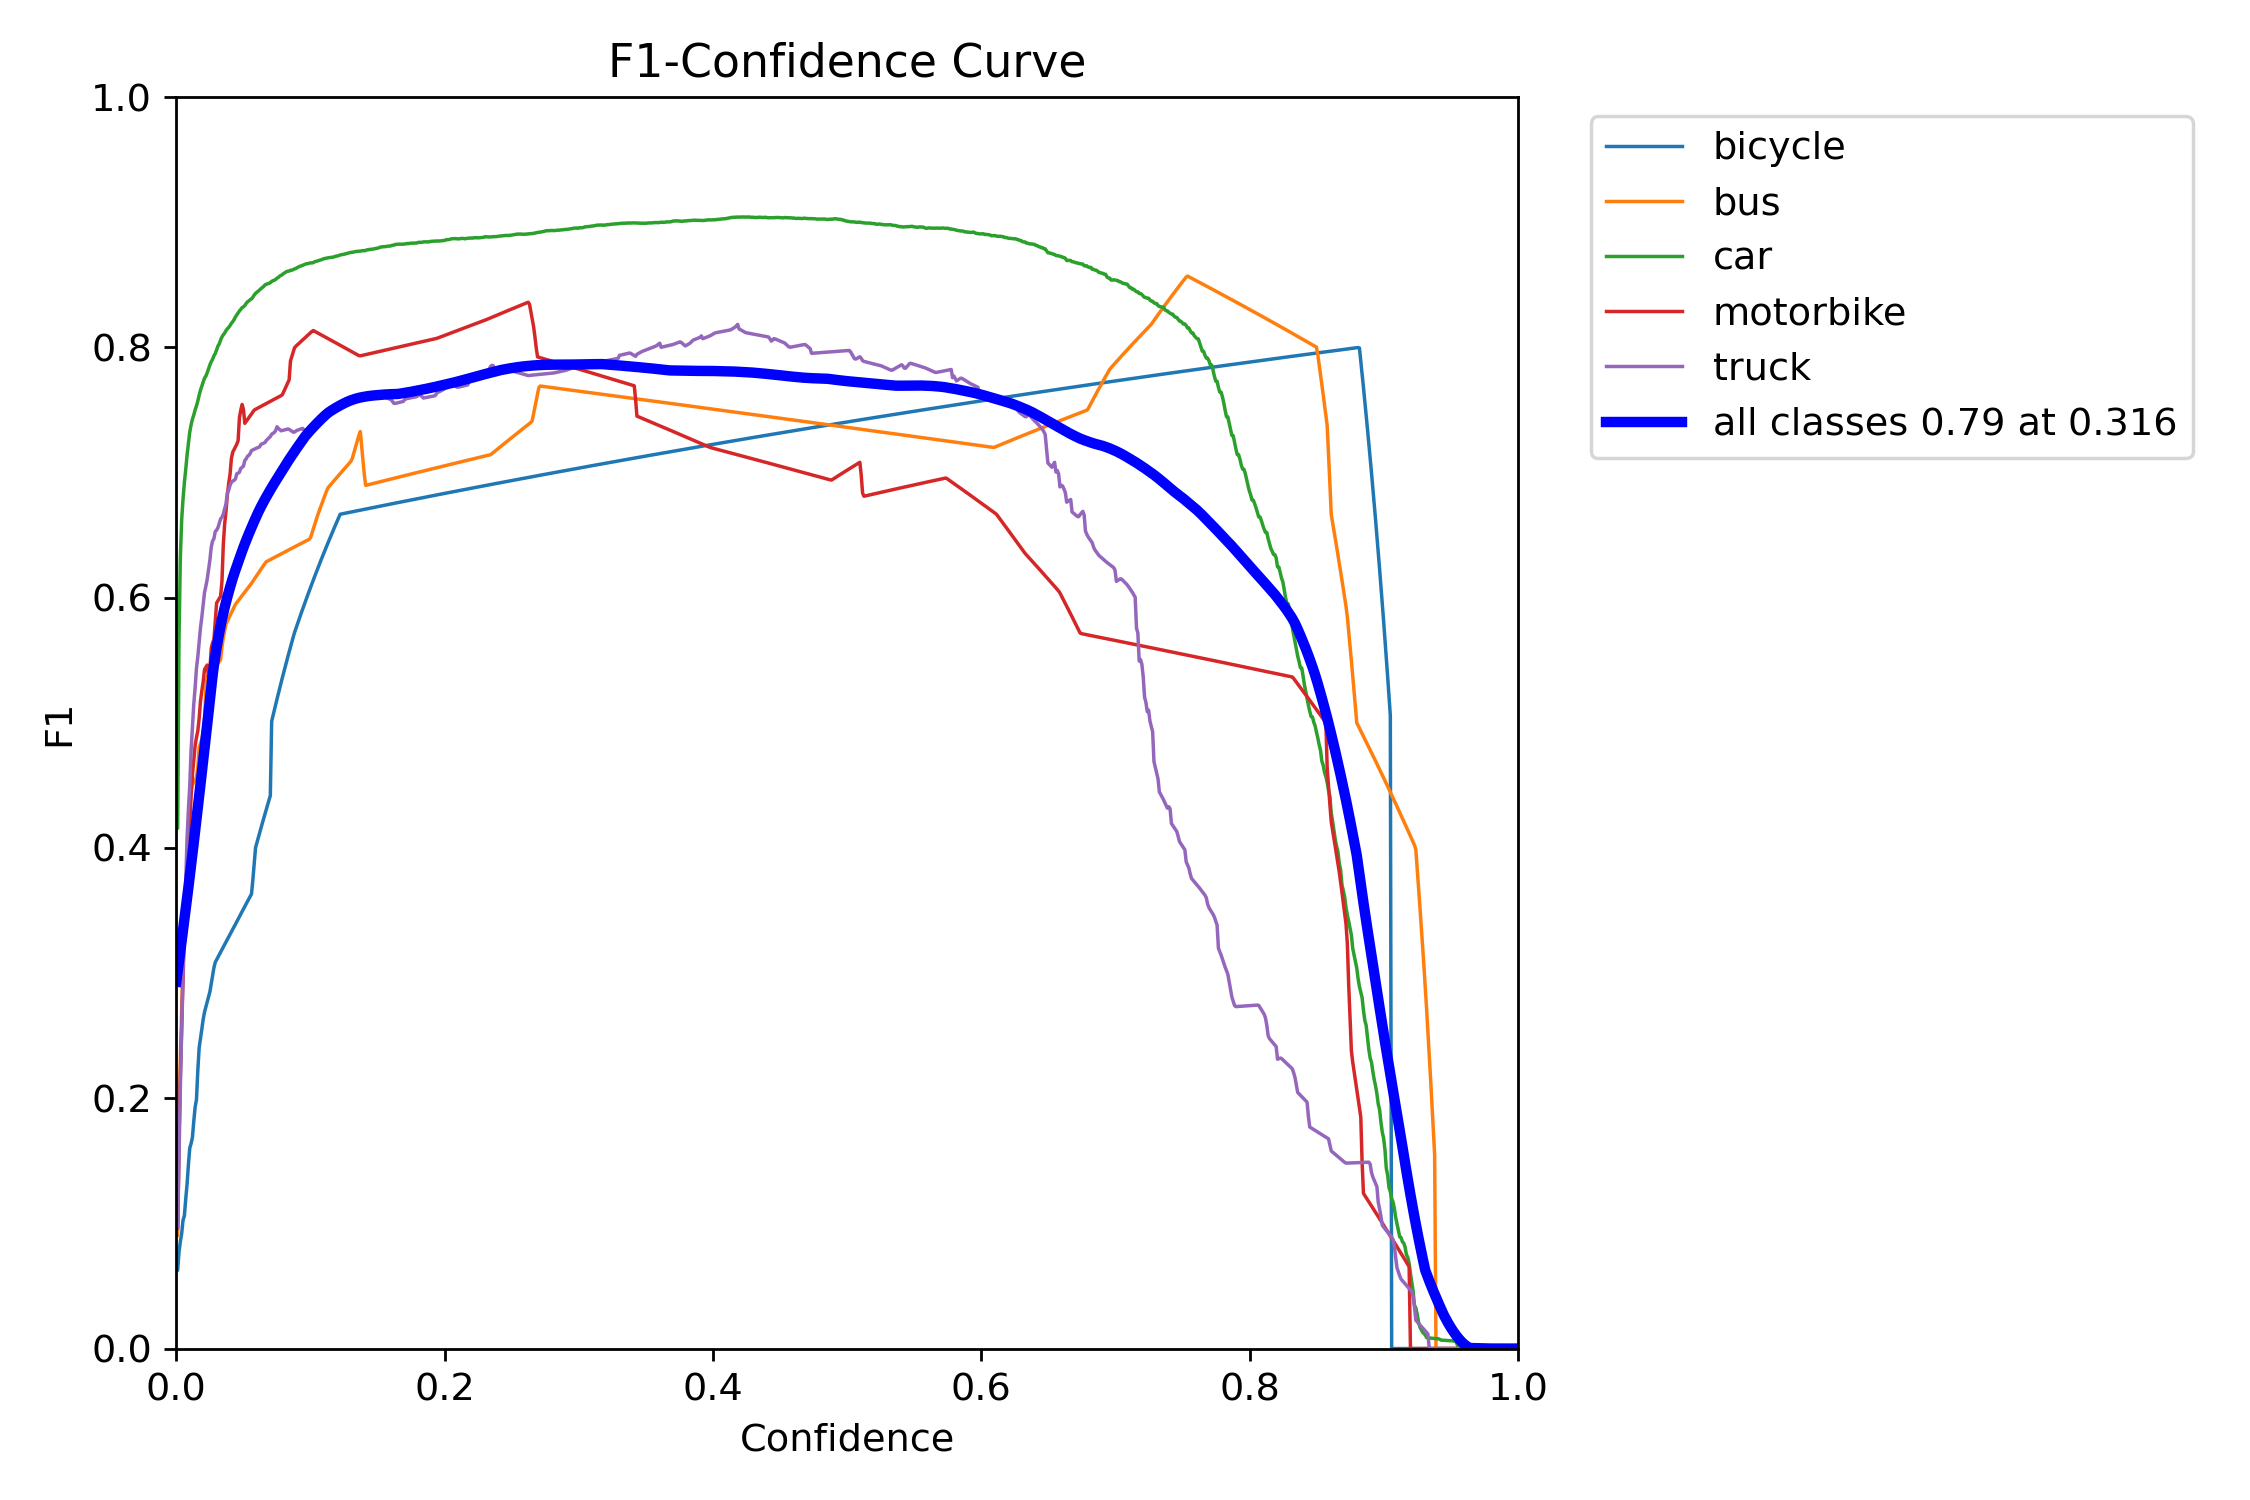 F1-Confidence Curve
1.0
0.8
0.6
0.4
0.2
0.0
F1
0.0 0.2 0.4 0.6 0.8 1.0
Confidence
bicycle
bus
car
motorbike
truck
all classes 0.79 at 0.316